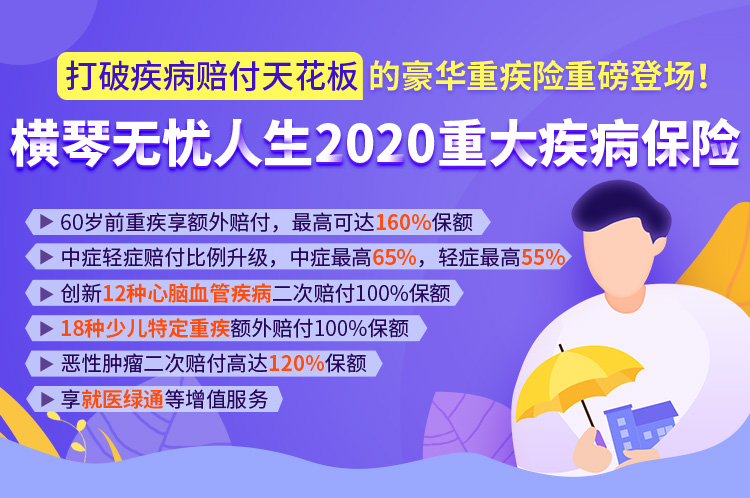 打破疾病赔付天花板 的豪华重疾险重磅登场！
横琴无忧人生2020重大疾病保险
60岁前重疾享额外赔付，最高可达160%保额
中症轻症赔付比例升级，中症最高65%，轻症最高55%
创新12种心脑血管疾病二次赔付100%保额
18种少儿特定重疾额外赔付100%保额
恶性肿瘤二次赔付高达120%保额
享就医绿通等增值服务